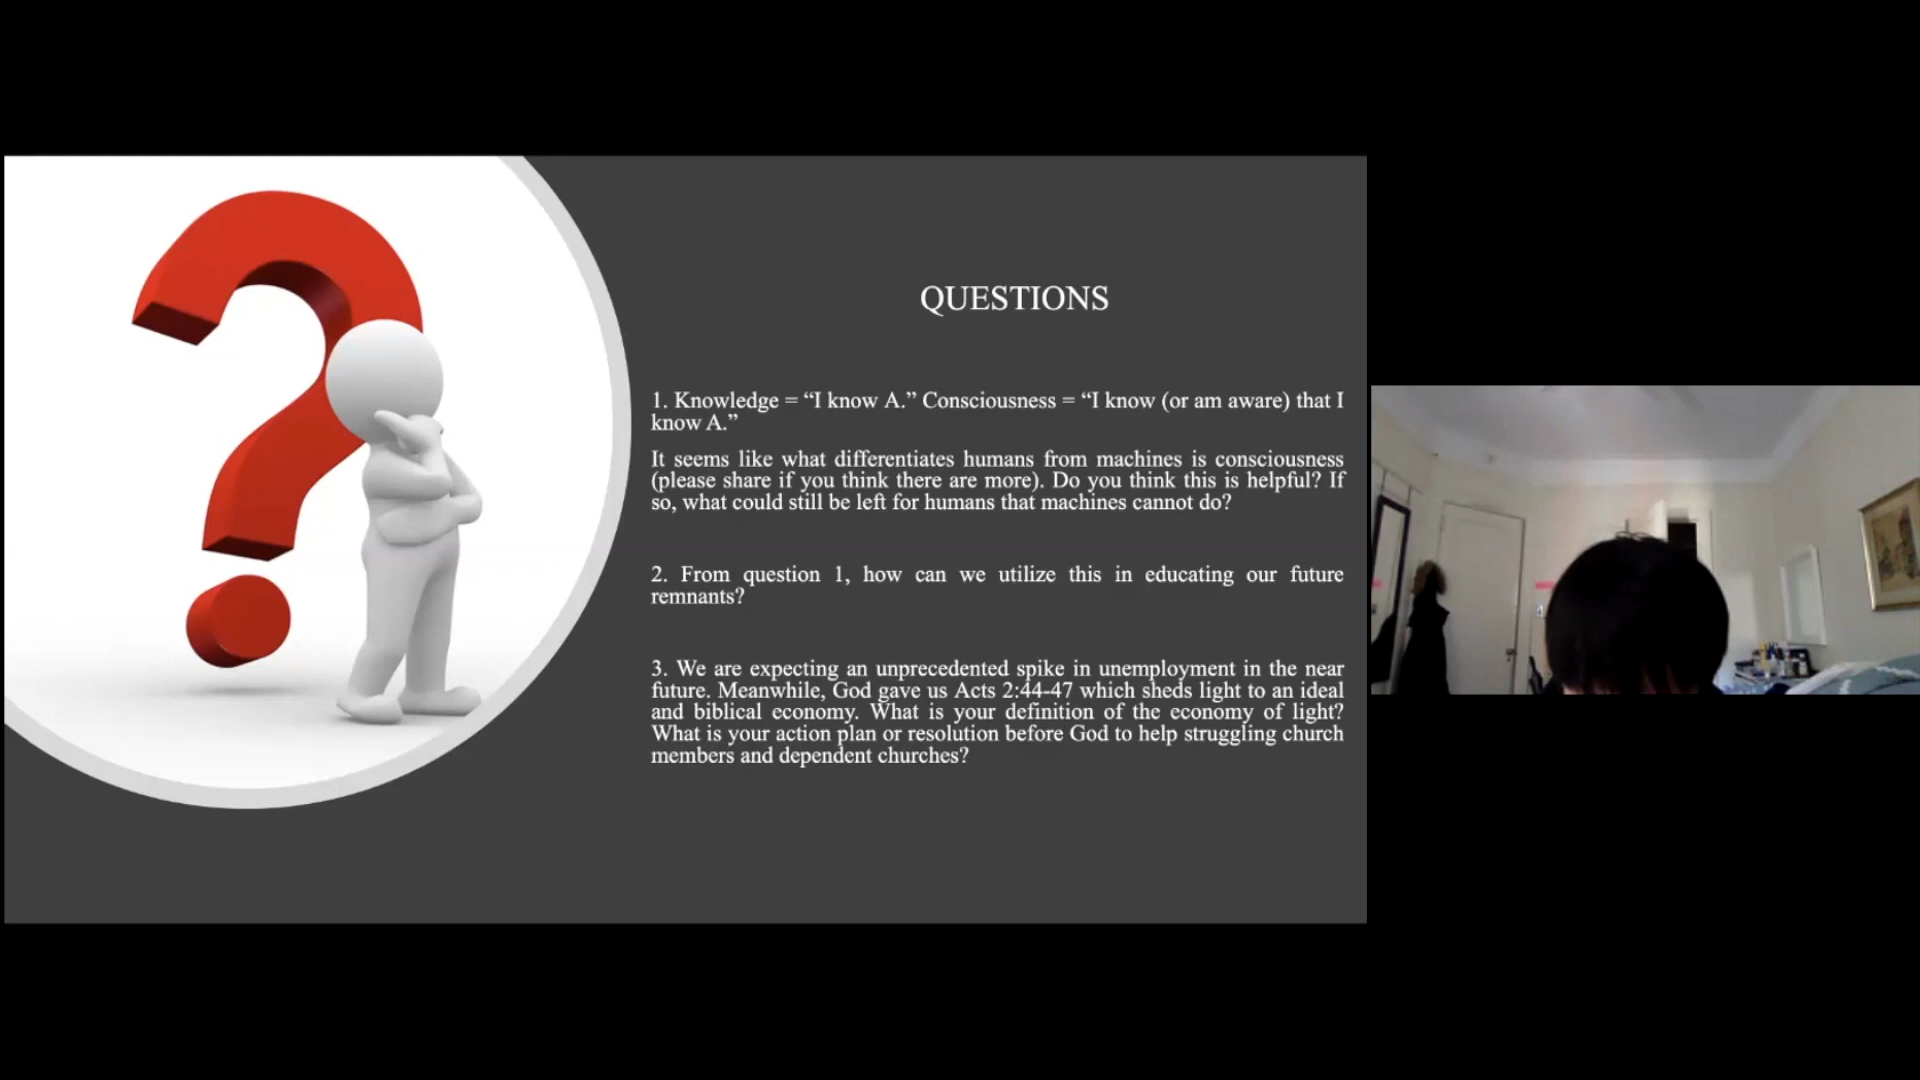 QUESTIONS
1. Knowledge = “I know A.” Consciousness = “I know (or am aware) that I
know A.”
It seems like what differentiates humans from machines is consciousness
(please share if you think there are more). Do you think this is helpful? If
so, what could still be left for humans that machines cannot do?
2. From question 1, how can we utilize this in educating our future
remnants?
3. We are expecting an unprecedented spike in unemployment in the near
future. Meanwhile, God gave us Acts 2:44-47 which sheds light to an ideal
and biblical economy. What is your definition of the economy of light?
What is your action plan or resolution before God to help struggling church
members and dependent churches?